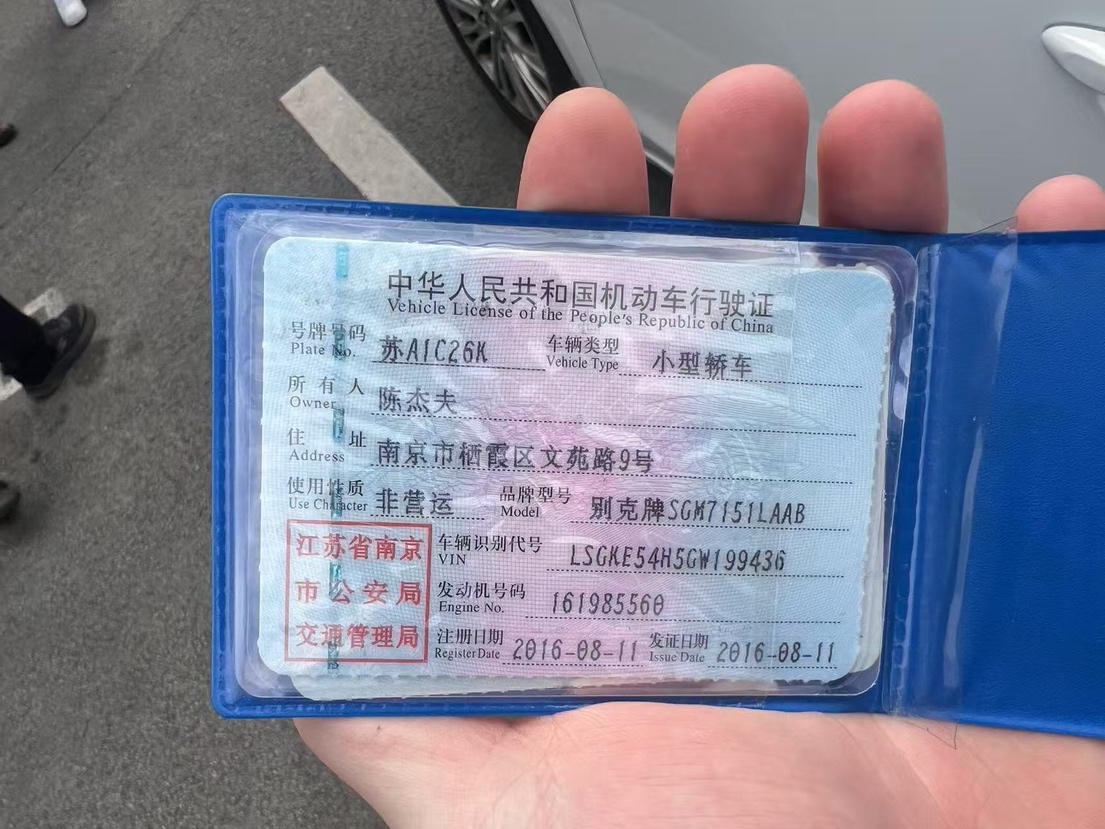 中华人民共和国机动车行驶证
Vehicle License of the People's Republic of China
号牌号码 苏A1C26K 车辆类型 小型轿车
Plate No. Vehicle Type
所有人 陈杰夫
Owner
住址 南京市栖霞区文苑路9号
Address
使用性质 非营运 品牌型号 别克牌SGM7151LAAB
Use Character Model
江苏省南京
市公安局
交通管理局
车辆识别代号 LSGKE54H5GW199436
VIN
发动机号码 161985560
Engine No.
注册日期 2016-08-11 发证日期 2016-08-11
Register Date Issue Date